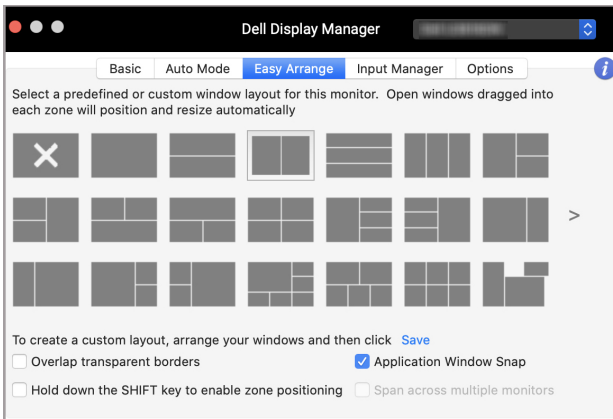 Dell Display Manager
Basic Auto Mode Easy Arrange Input Manager Options
Select a predefined or custom window layout for this monitor. Open windows dragged into
each zone will position and resize automatically
To create a custom layout, arrange your windows and then click Save
Overlap transparent borders Application Window Snap
Hold down the SHIFT key to enable zone positioning Span across multiple monitors